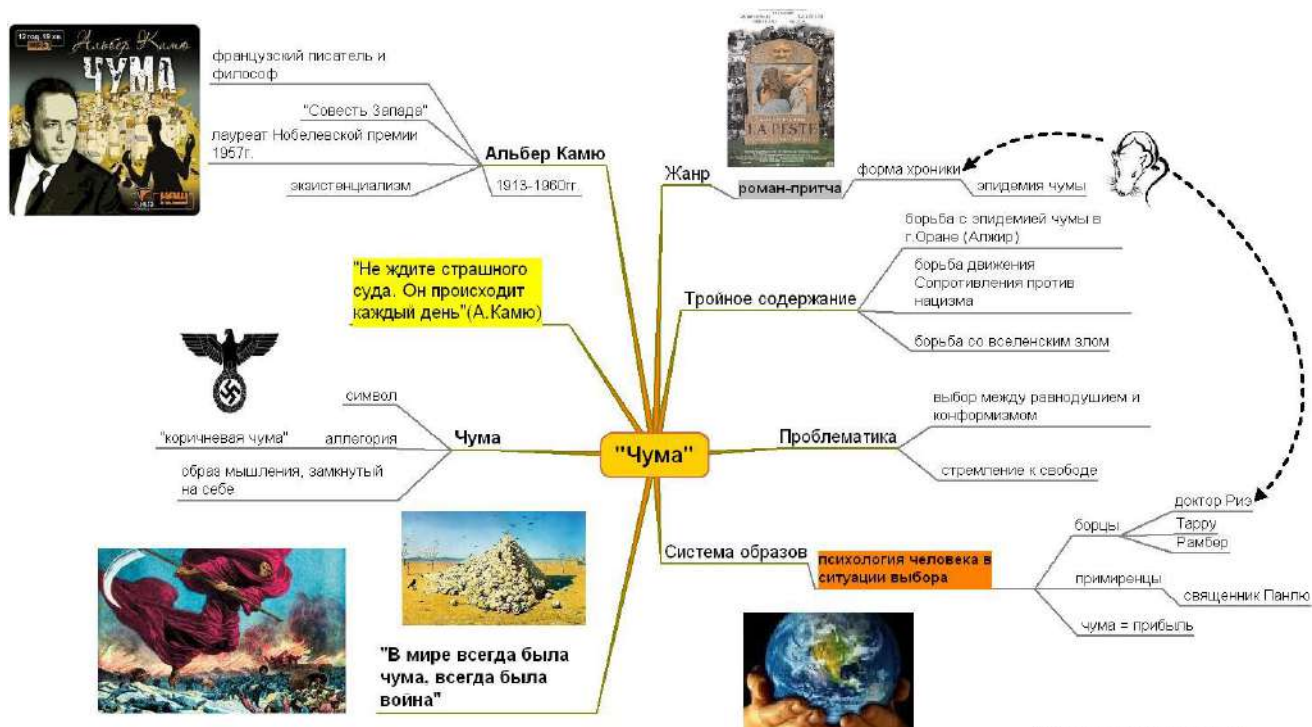 Альбер Камю
ЧУМА
французский писатель и
философ
"Совесть Запада"
лауреат Нобелевской премии
1957г.
экзистенциализм
Альбер Камю
1913-1960гг.
"Не ждите страшного
суда. Он происходит
каждый день"(А.Камю)
символ
"коричневая чума"
аллегория
образ мышления, замкнутый
на себе
Чума
"В мире всегда была
чума, всегда была
война"
"Чума"
LA PESTE
Жанр
роман-притча
форма хроники
эпидемия чумы
Тройное содержание
борьба с эпидемией чумы в
г.Оране (Алжир)
борьба движения
Сопротивления против
нацизма
борьба со вселенским злом
Проблематика
выбор между равнодушием и
конформизмом
стремление к свободе
Система образов
психология человека в
ситуации выбора
борцы
доктор Риэ
Тарру
Рамбер
примиренцы
священник Панлю
чума = прибыль